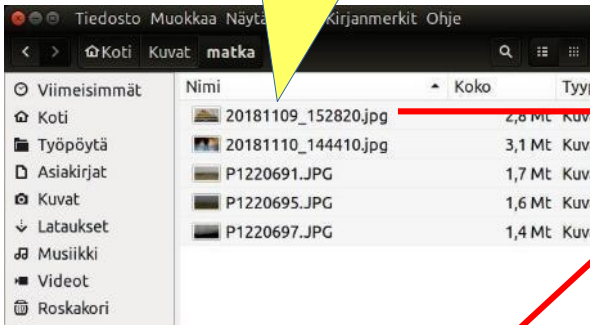 Tiedosto Muokkaa Kirjanmerkit Ohje
Koti Kuvat matka
Viimeisimmät
Koti
Työpöytä
Asiakirjat
Kuvat
Lataukset
Musiikki
Videot
Roskakori
Nimi Koko
20181109_152820.jpg 2,8 Mt
20181110_144410.jpg 3,1 Mt
P1220691.JPG 1,7 Mt
P1220695.JPG 1,6 Mt
P1220697.JPG 1,4 Mt